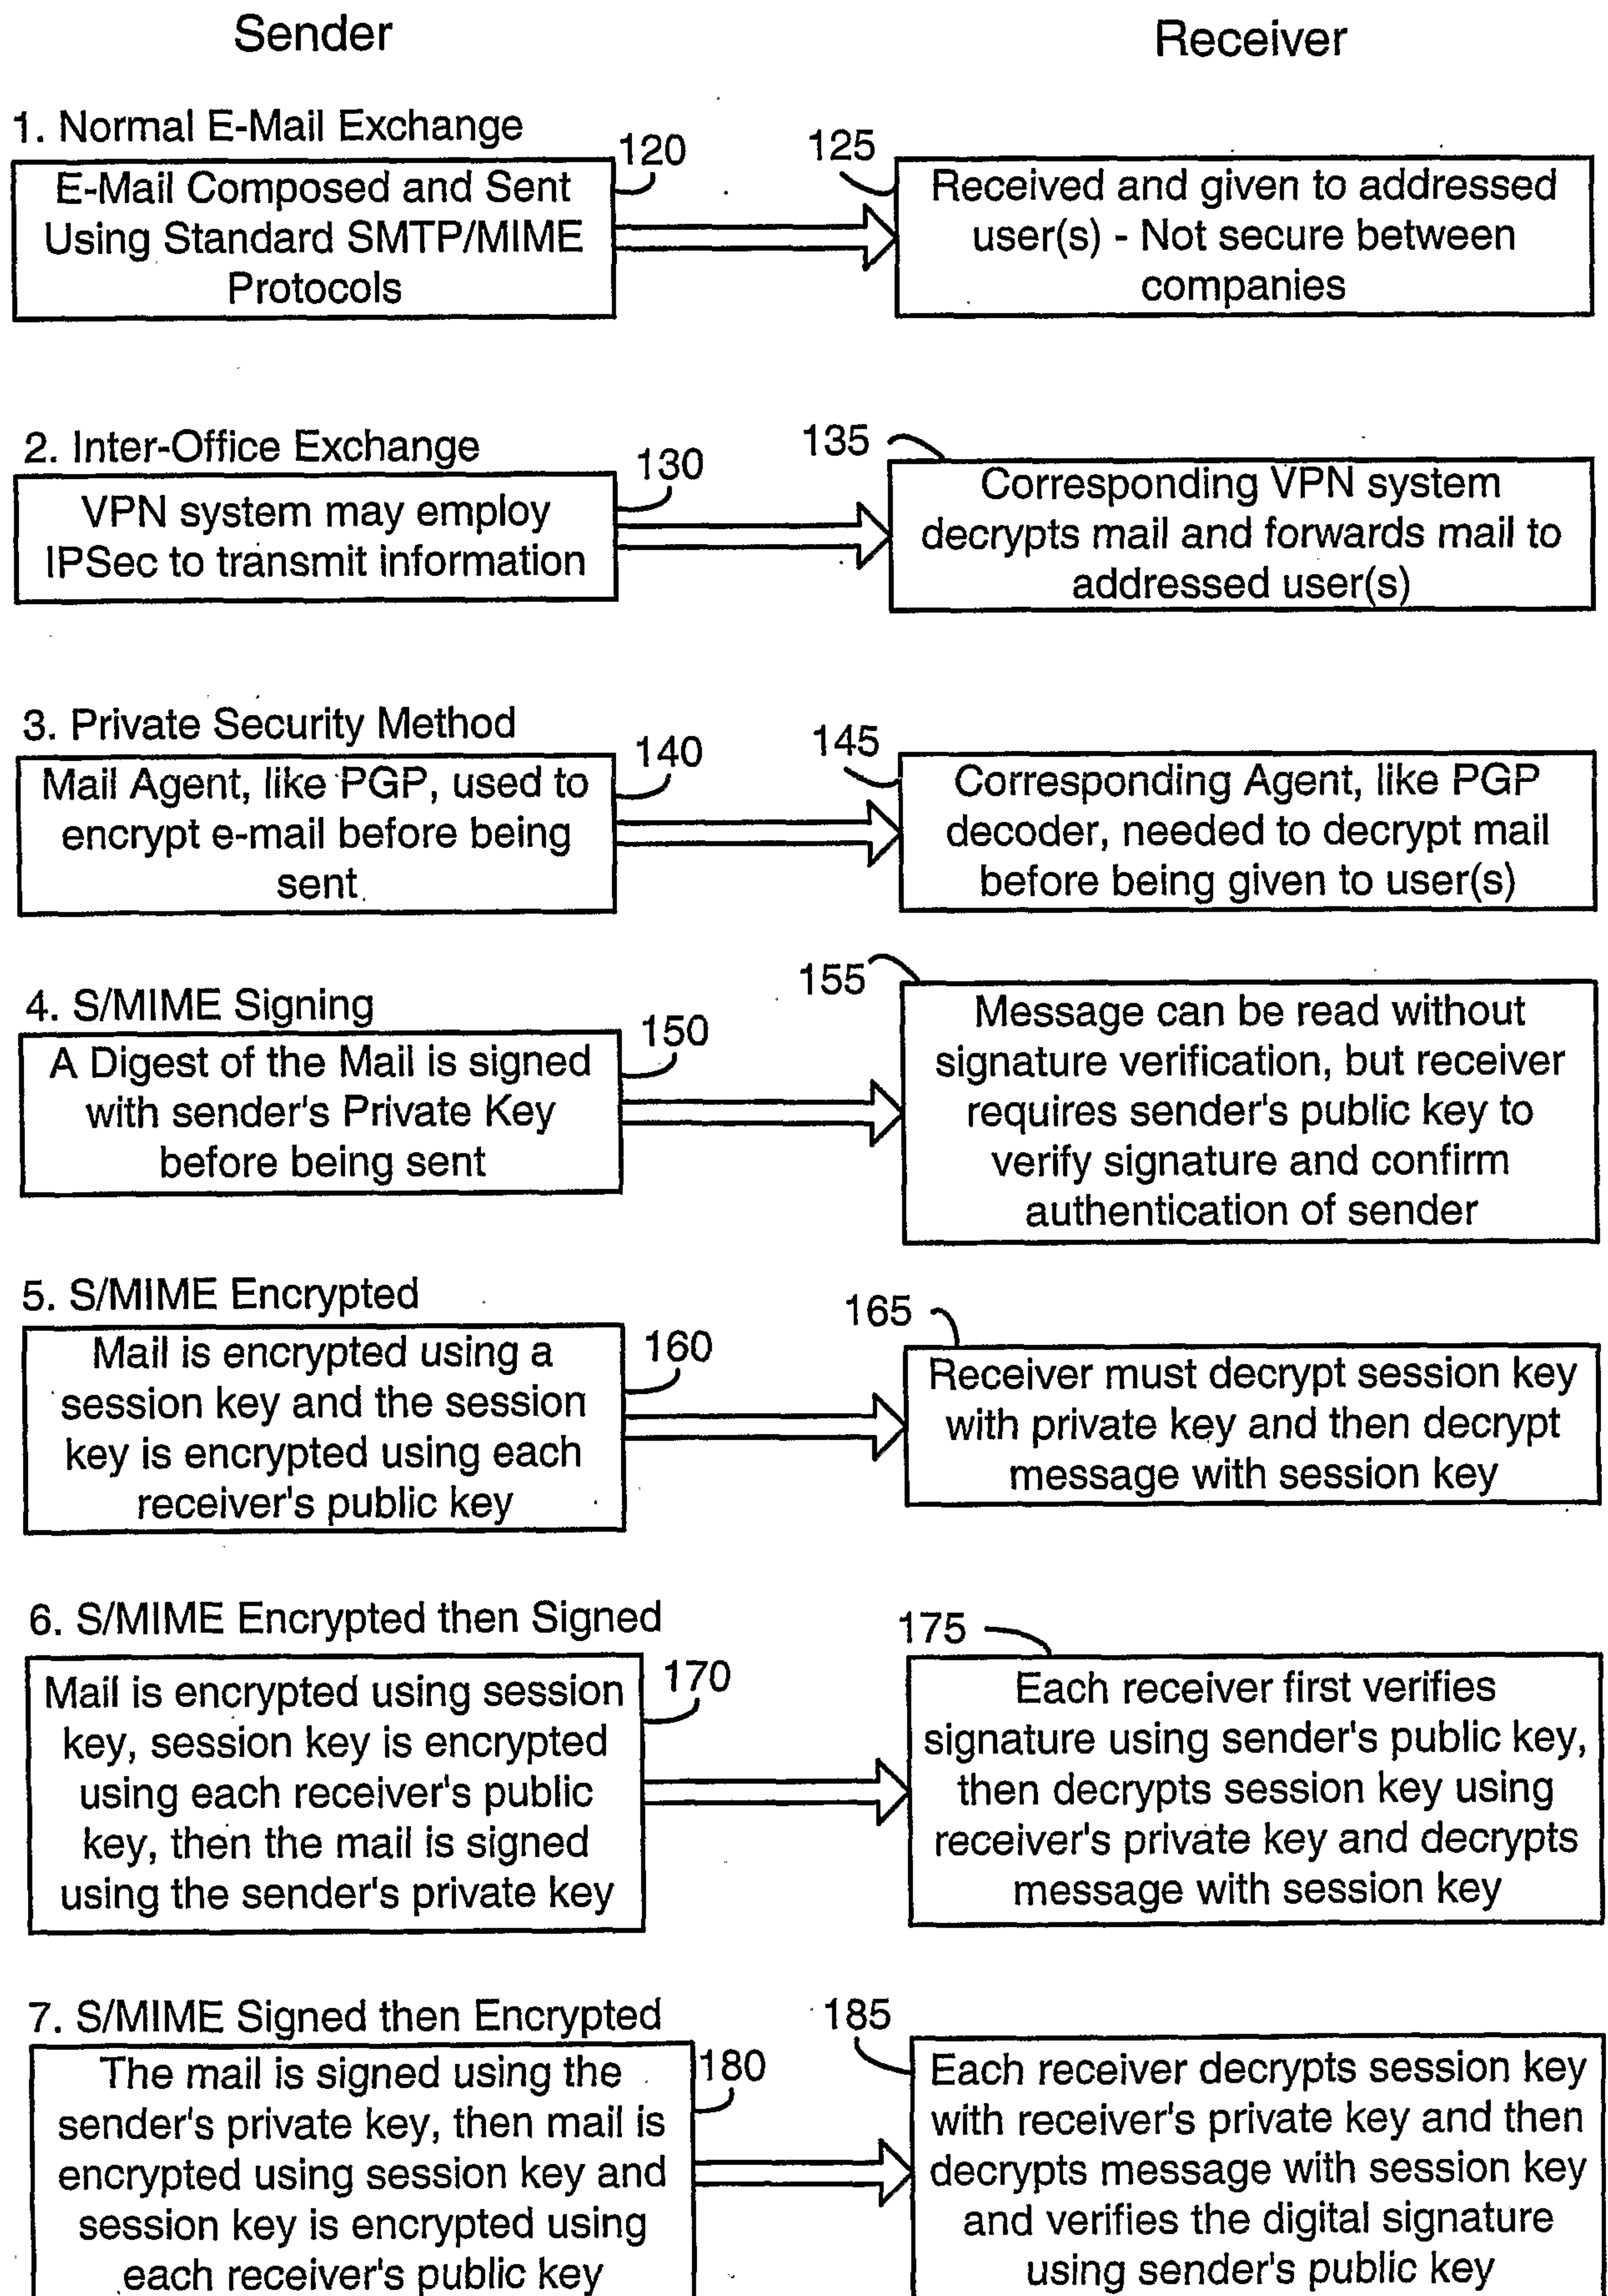 Sender
Receiver
1. Normal E-Mail Exchange
120
125
E-Mail Composed and Sent
Using Standard SMTP/MIME
Protocols
Received and given to addressed
user(s) - Not secure between
companies
2. Inter-Office Exchange
130
135
VPN system may employ
IPSec to transmit information
Corresponding VPN system
decrypts mail and forwards mail to
addressed user(s)
3. Private Security Method
140
145
Mail Agent, like PGP, used to
encrypt e-mail before being
sent
Corresponding Agent, like PGP
decoder, needed to decrypt mail
before being given to user(s)
4. S/MIME Signing
150
155
A Digest of the Mail is signed
with sender's Private Key
before being sent
Message can be read without
signature verification, but receiver
requires sender's public key to
verify signature and confirm
authentication of sender
5. S/MIME Encrypted
160
165
Mail is encrypted using a
session key and the session
key is encrypted using each
receiver's public key
Receiver must decrypt session key
with private key and then decrypt
message with session key
6. S/MIME Encrypted then Signed
170
175
Mail is encrypted using session
key, session key is encrypted
using each receiver's public
key, then the mail is signed
using the sender's private key
Each receiver first verifies
signature using sender's public key,
then decrypts session key using
receiver's private key and decrypts
message with session key
7. S/MIME Signed then Encrypted
180
185
The mail is signed using the
sender's private key, then mail is
encrypted using session key and
session key is encrypted using
each receiver's public key
Each receiver decrypts session key
with receiver's private key and then
decrypts message with session key
and verifies the digital signature
using sender's public key